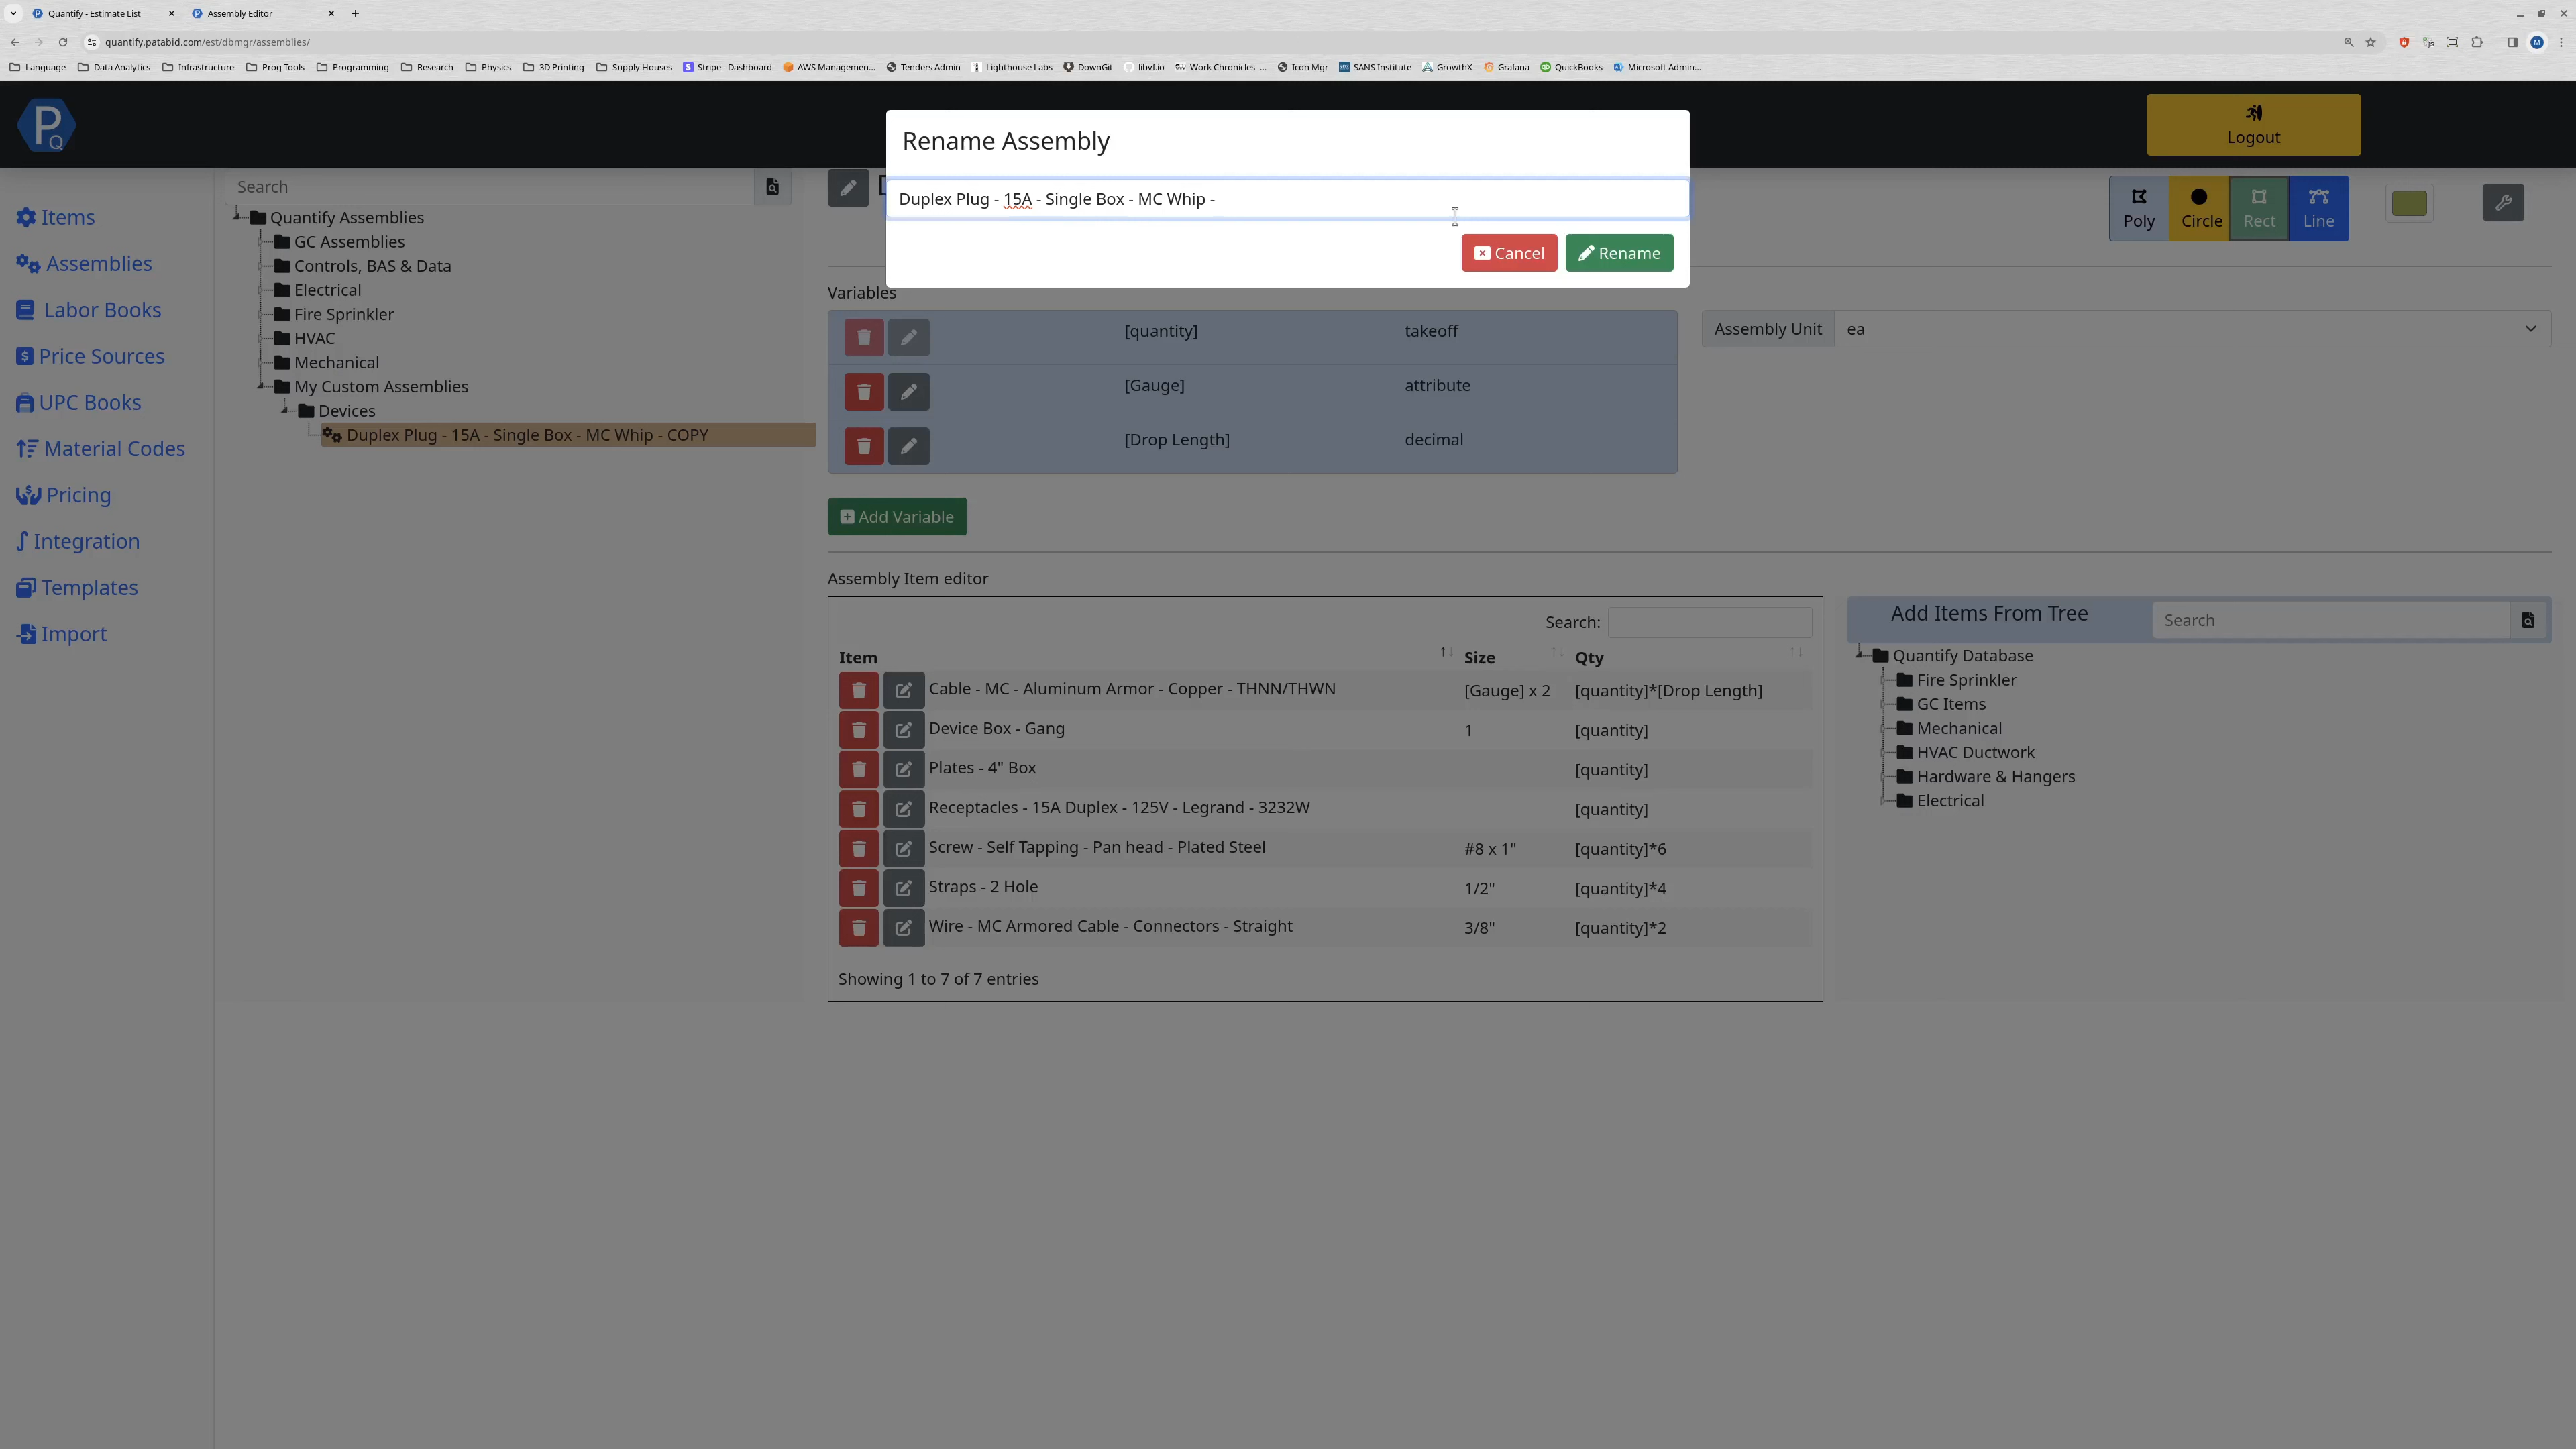 Quantify - Estimate List
Assembly Editor
quantify.patabid.com/est/dbmgr/assemblies/
Language
Data Analytics
Infrastructure
Prog Tools
Programming
Research
Physics
3D Printing
Supply Houses
Stripe - Dashboard
AWS Managemen...
Tenders Admin
Lighthouse Labs
DownGit
libvf.io
Work Chronicles -...
Icon Mgr
SANS Institute
GrowthX
Grafana
QuickBooks
Microsoft Admin...
M
P
Q
Logout
Rename Assembly
Duplex Plug - 15A - Single Box - MC Whip -
Cancel
Rename
Items
Assemblies
Labor Books
Price Sources
UPC Books
Material Codes
Pricing
Integration
Templates
Import
Search
Quantify Assemblies
GC Assemblies
Controls, BAS & Data
Electrical
Fire Sprinkler
HVAC
Mechanical
My Custom Assemblies
Devices
Duplex Plug - 15A - Single Box - MC Whip - COPY
Poly
Circle
Rect
Line
Variables
[quantity] takeoff
[Gauge] attribute
[Drop Length] decimal
Assembly Unit ea
Add Variable
Assembly Item editor
Search:
Item Size Qty
Cable - MC - Aluminum Armor - Copper - THNN/THWN [Gauge] x 2 [quantity]*[Drop Length]
Device Box - Gang 1 [quantity]
Plates - 4" Box [quantity]
Receptacles - 15A Duplex - 125V - Legrand - 3232W [quantity]
Screw - Self Tapping - Pan head - Plated Steel #8 x 1" [quantity]*6
Straps - 2 Hole 1/2" [quantity]*4
Wire - MC Armored Cable - Connectors - Straight 3/8" [quantity]*2
Showing 1 to 7 of 7 entries
Add Items From Tree
Search
Quantify Database
Fire Sprinkler
GC Items
Mechanical
HVAC Ductwork
Hardware & Hangers
Electrical